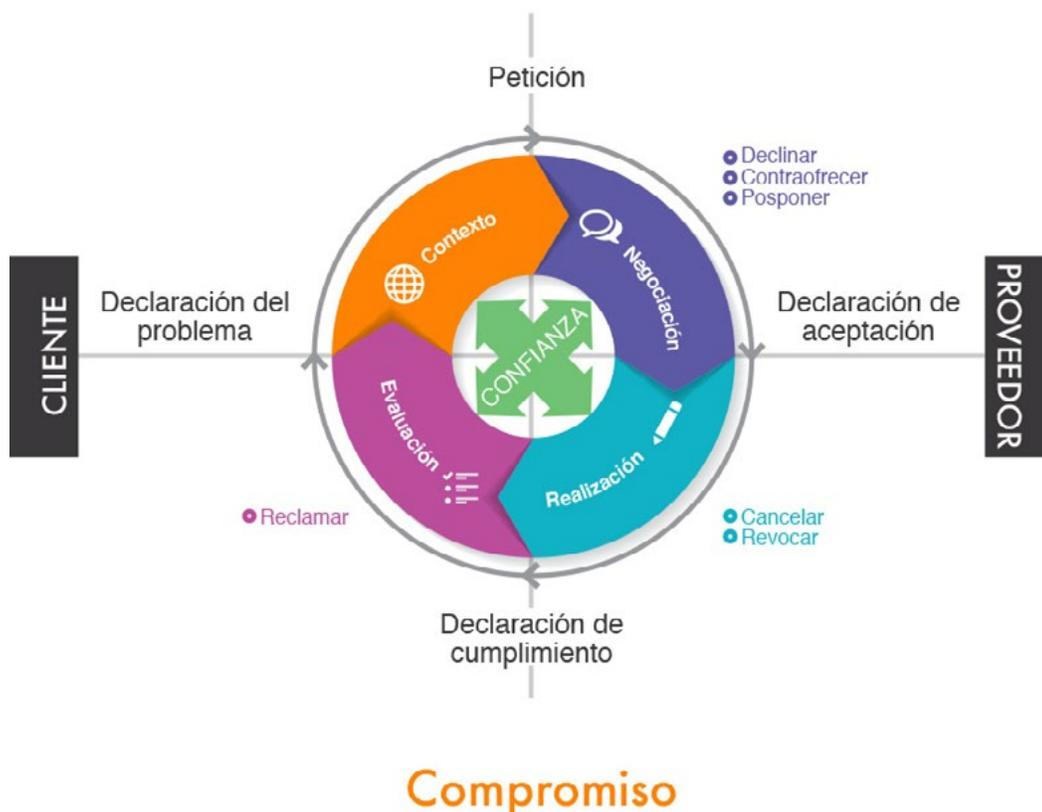 Petición
Declinar
Contraofrecer
Posponer
Contexto
Negociación
CLIENTE
Declaración del
problema
CONFIANZA
Declaración de
aceptación
PROVEEDOR
Evaluación
Realización
Reclamar
Cancelar
Revocar
Declaración de
cumplimiento
Compromiso